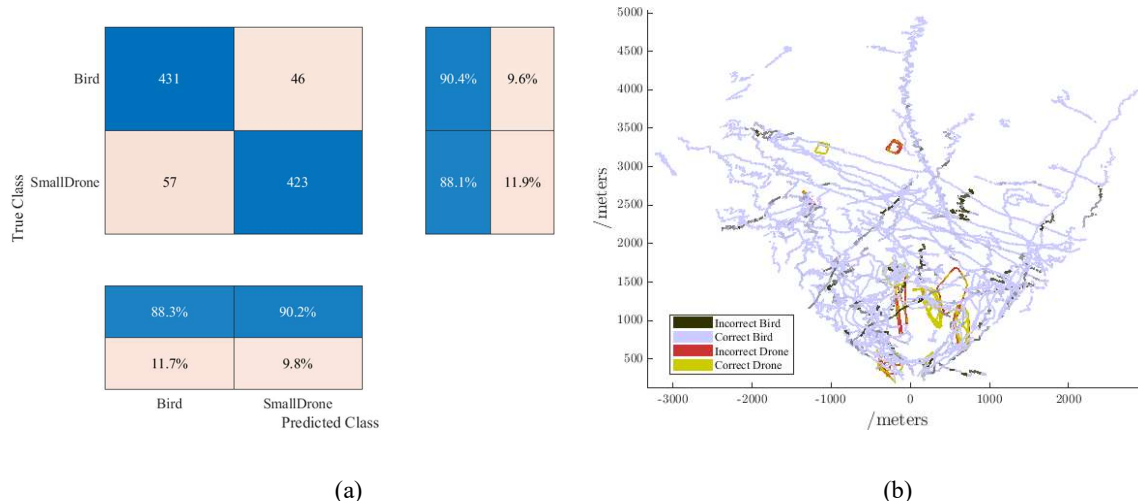 Bird
431
46
90.4%
9.6%
SmallDrone
57
423
88.1%
11.9%
True Class
88.3%
90.2%
11.7%
9.8%
Bird
SmallDrone
Predicted Class
(a)
5000
4500
4000
3500
3000
2500
2000
1500
1000
500
/meters
Incorrect Bird
Correct Bird
Incorrect Drone
Correct Drone
-3000
-2000
-1000
0
1000
2000
/meters
(b)